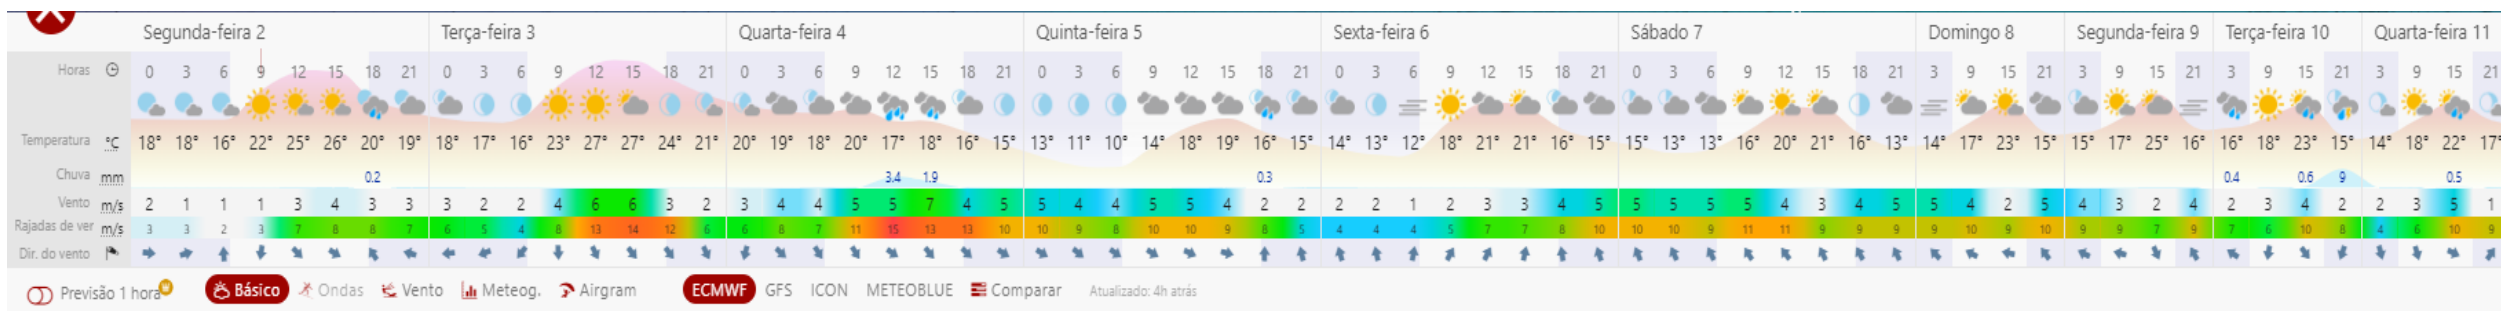 Segunda-feira 2 Terça-feira 3 Quarta-feira 4 Quinta-feira 5 Sexta-feira 6 Sábado 7 Domingo 8 Segunda-feira 9 Terça-feira 10 Quarta-feira 11
Horas 0 3 6 9 12 15 18 21 0 3 6 9 12 15 18 21 0 3 6 9 12 15 18 21 0 3 6 9 12 15 18 21 0 3 6 9 12 15 18 21 0 3 6 9 12 15 18 21 3 9 15 21 3 9 15 21 3 9 15 21 3 9 15 21
Temperatura °C 18° 18° 16° 22° 25° 26° 20° 19° 18° 17° 16° 23° 27° 27° 24° 21° 20° 19° 18° 20° 17° 18° 16° 15° 13° 11° 10° 14° 18° 19° 16° 15° 14° 13° 12° 18° 21° 21° 16° 15° 15° 13° 13° 16° 20° 21° 16° 13° 14° 17° 23° 15° 15° 17° 25° 16° 16° 18° 23° 15° 14° 18° 22° 17°
Chuva mm 0.2 3.4 1.9 0.3 0.4 0.6 9 0.5
Vento m/s 2 1 1 1 3 4 3 3 3 2 2 4 6 6 3 2 3 4 4 5 5 7 4 5 5 4 4 5 5 4 2 2 2 2 1 2 3 3 4 5 5 5 5 5 4 3 4 5 5 4 2 5 4 3 2 4 2 3 4 2 2 3 5 1
Rajadas de ver m/s 3 3 2 3 7 8 8 7 6 5 4 8 13 14 12 6 6 8 7 11 15 13 13 10 10 9 8 10 10 9 8 5 4 4 4 5 7 7 8 10 10 10 9 11 11 9 9 9 9 10 9 10 9 9 7 9 7 6 10 8 4 6 10 9
Dir. do vento
Previsão 1 hora Básico Ondas Vento Meteog. Airgram ECMWF GFS ICON METEOBLUE Comparar Atualizado: 4h atrás